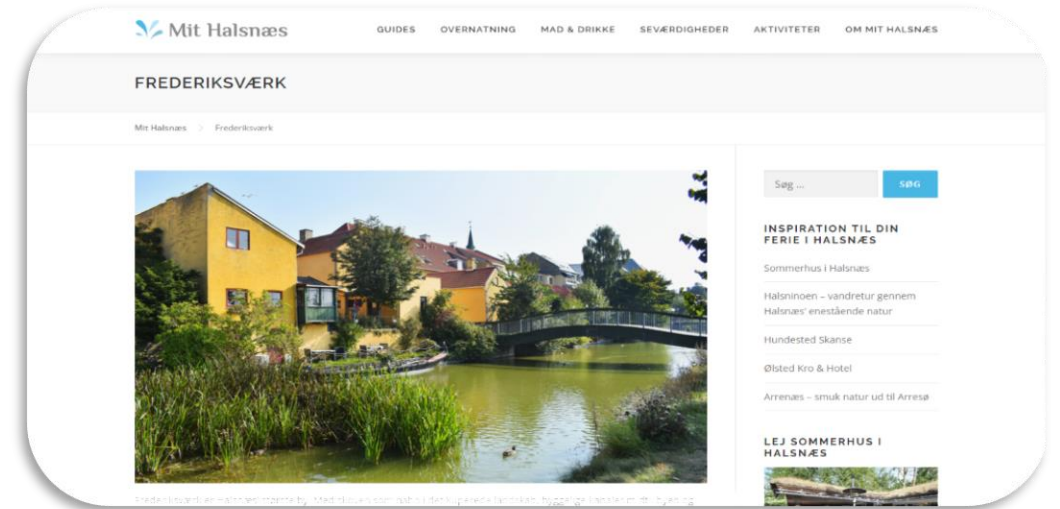 Mit Halsnæs
GUIDES OVERNATNING MAD & DRIKKE SEVÆRDIGHEDER AKTIVITETER OM MIT HALSNÆS
FREDERIKSVÆRK
Mit Halsnæs > Frederiksværk
Søg ...
SØG
INSPIRATION TIL DIN
FERIE I HALSNÆS
Sommerhus i Halsnæs
Halsninoen – vandretur gennem
Halsnæs' enestående natur
Hundested Skanse
Ølsted Kro & Hotel
Arrenæs – smuk natur ud til Arresø
LEJ SOMMERHUS I
HALSNÆS